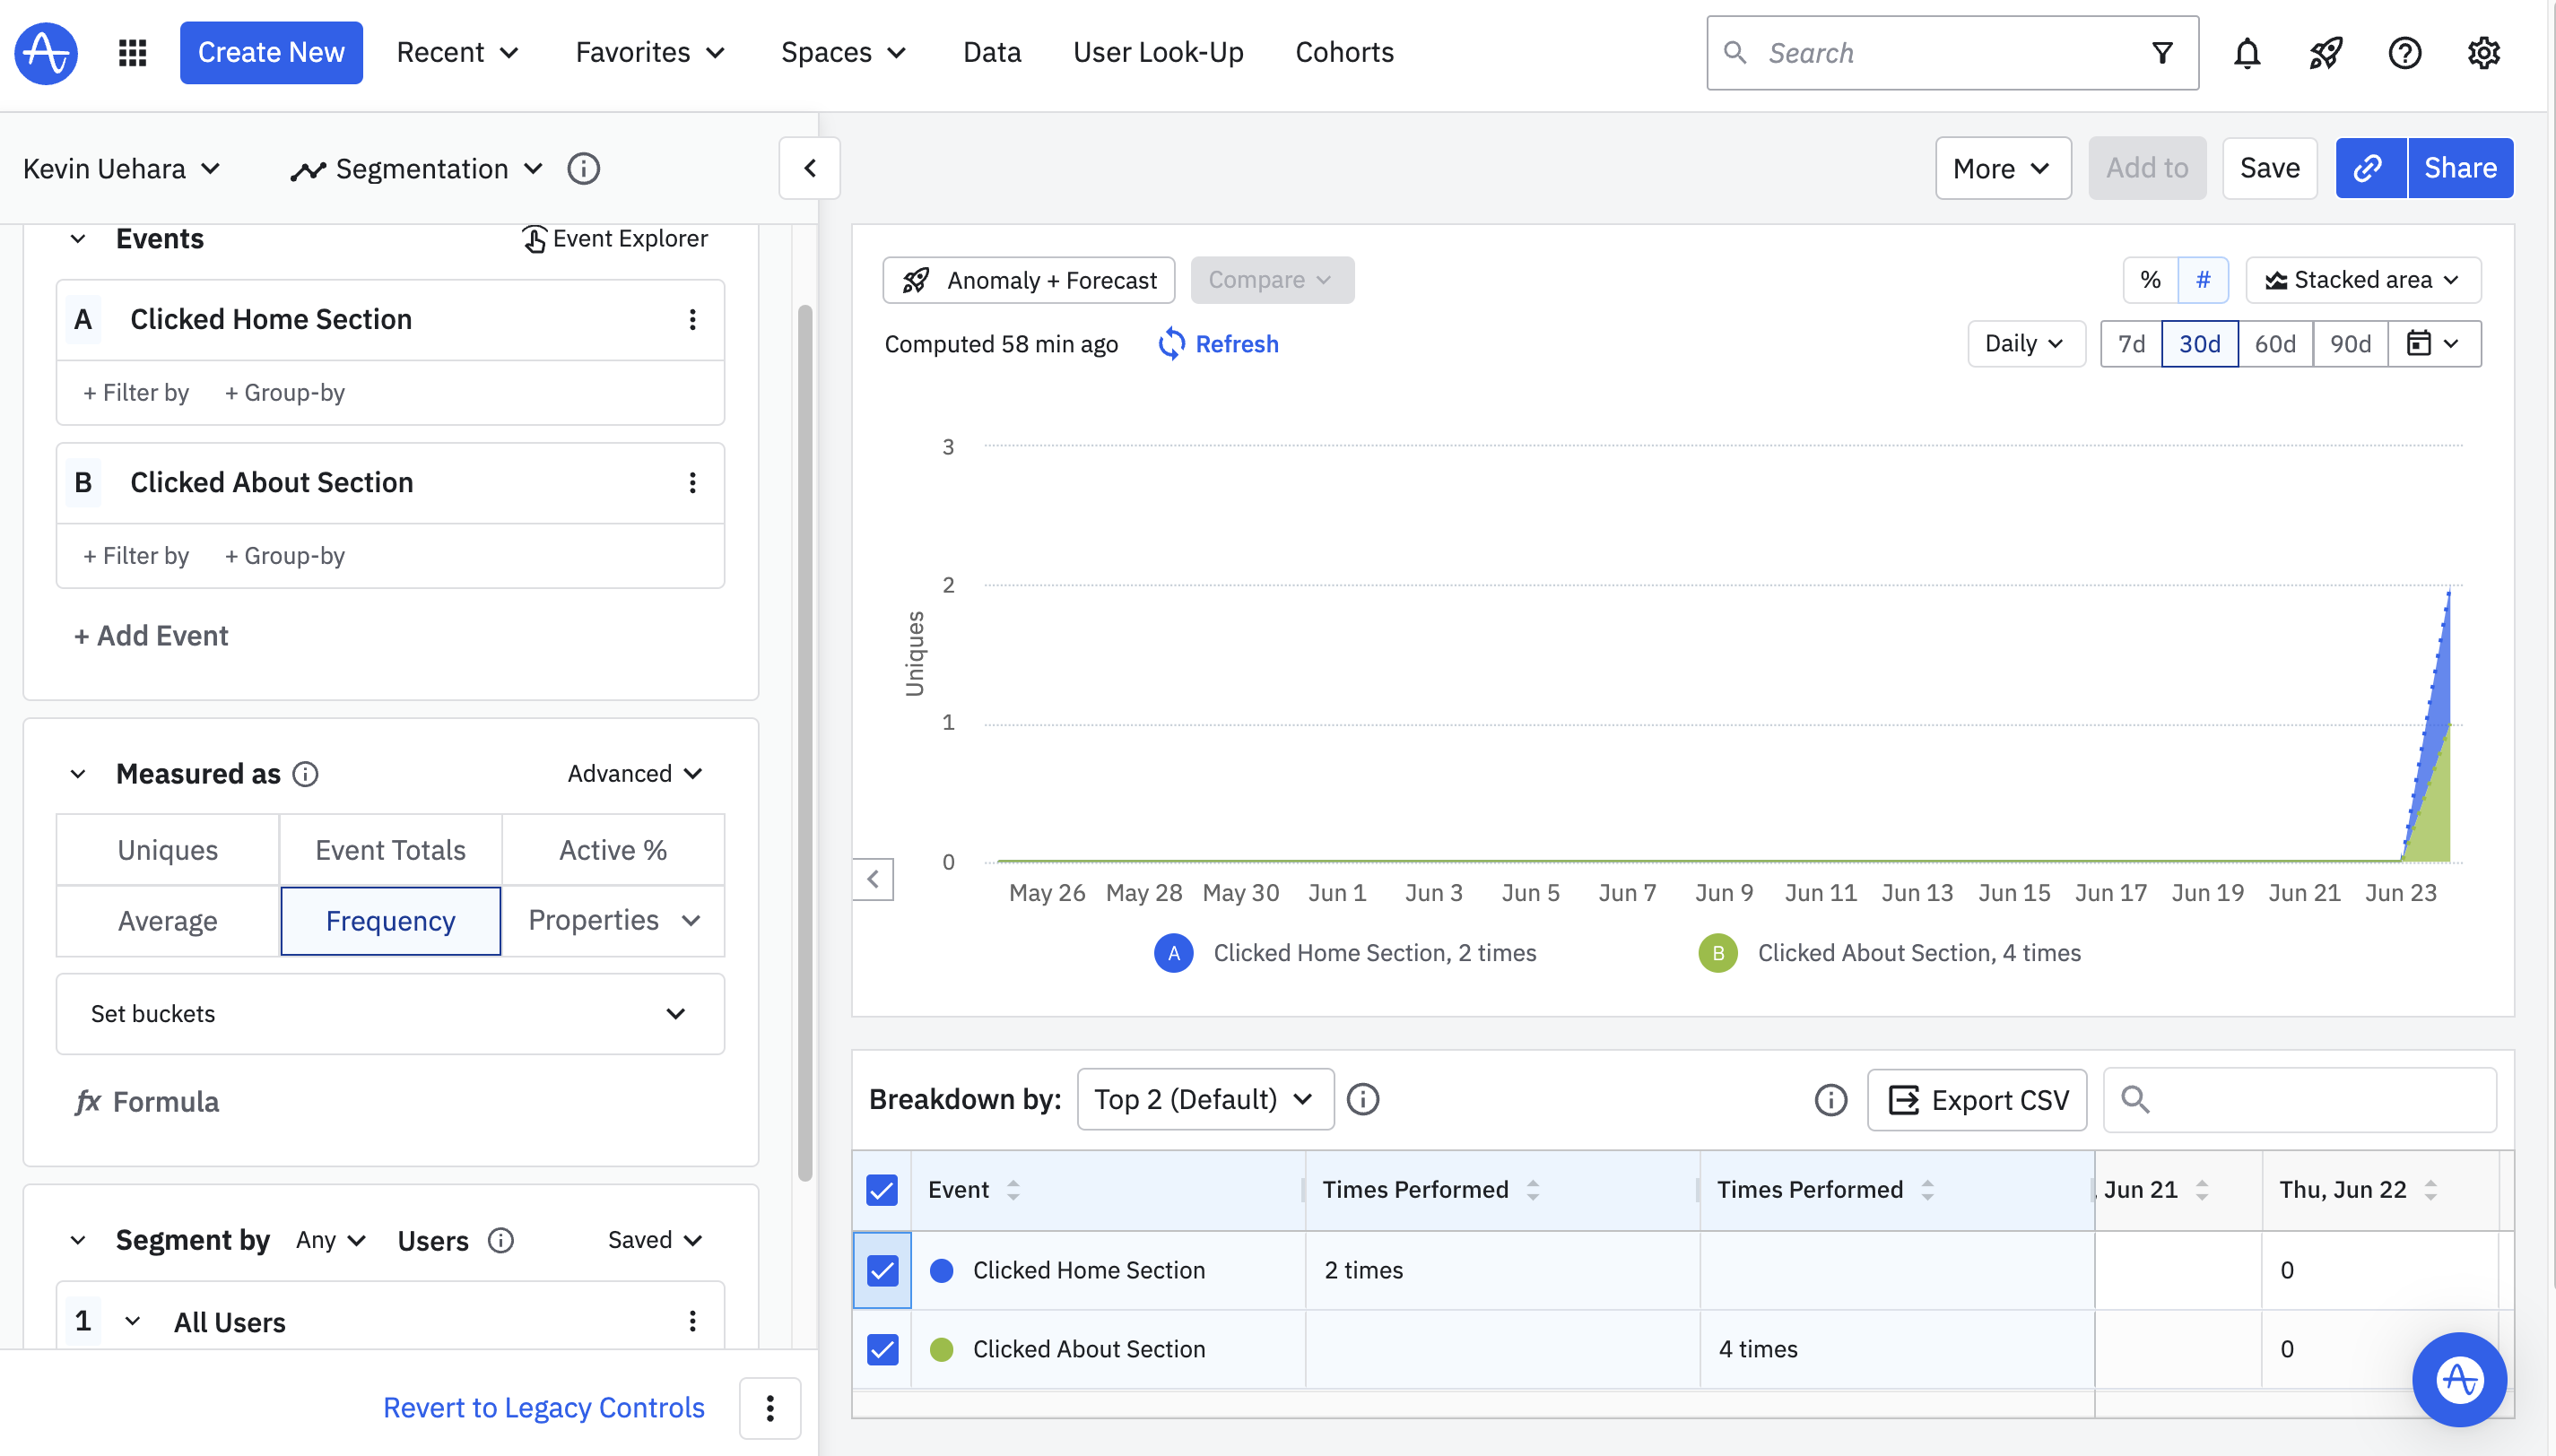 Create New
Recent
Favorites
Spaces
Data
User Look-Up
Cohorts
Search
Kevin Uehara
Segmentation
More
Add to
Save
Share
Events
Event Explorer
A Clicked Home Section
+ Filter by + Group-by
B Clicked About Section
+ Filter by + Group-by
+ Add Event
Measured as
Advanced
Uniques Event Totals Active %
Average Frequency Properties
Set buckets
fx Formula
Segment by Any Users Saved
1 All Users
Revert to Legacy Controls
Anomaly + Forecast
Compare
% #
Stacked area
Computed 58 min ago
Refresh
Daily
7d 30d 60d 90d
3
2
1
0
Uniques
May 26 May 28 May 30 Jun 1 Jun 3 Jun 5 Jun 7 Jun 9 Jun 11 Jun 13 Jun 15 Jun 17 Jun 19 Jun 21 Jun 23
A Clicked Home Section, 2 times
B Clicked About Section, 4 times
Breakdown by: Top 2 (Default)
Export CSV
Event Times Performed Times Performed , Jun 21 Thu, Jun 22
Clicked Home Section 2 times 0
Clicked About Section 4 times 0